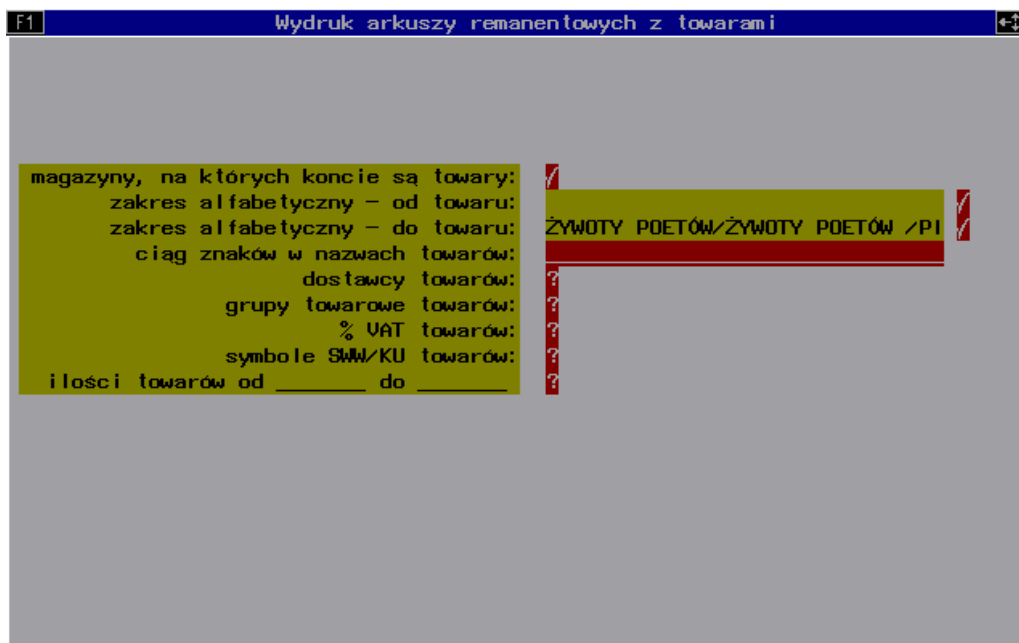 F1 Wydruk arkuszy remanentowych z towarami
magazyny, na których koncie są towary: √
zakres alfabetyczny – od towaru: √
zakres alfabetyczny – do towaru: ŻYWOTY POETÓW/ŻYWOTY POETÓW /PI √
ciąg znaków w nazwach towarów:
dostawcy towarów: ?
grupy towarowe towarów: ?
% VAT towarów: ?
symbole SWW/KU towarów: ?
ilości towarów od _______ do _______ ?